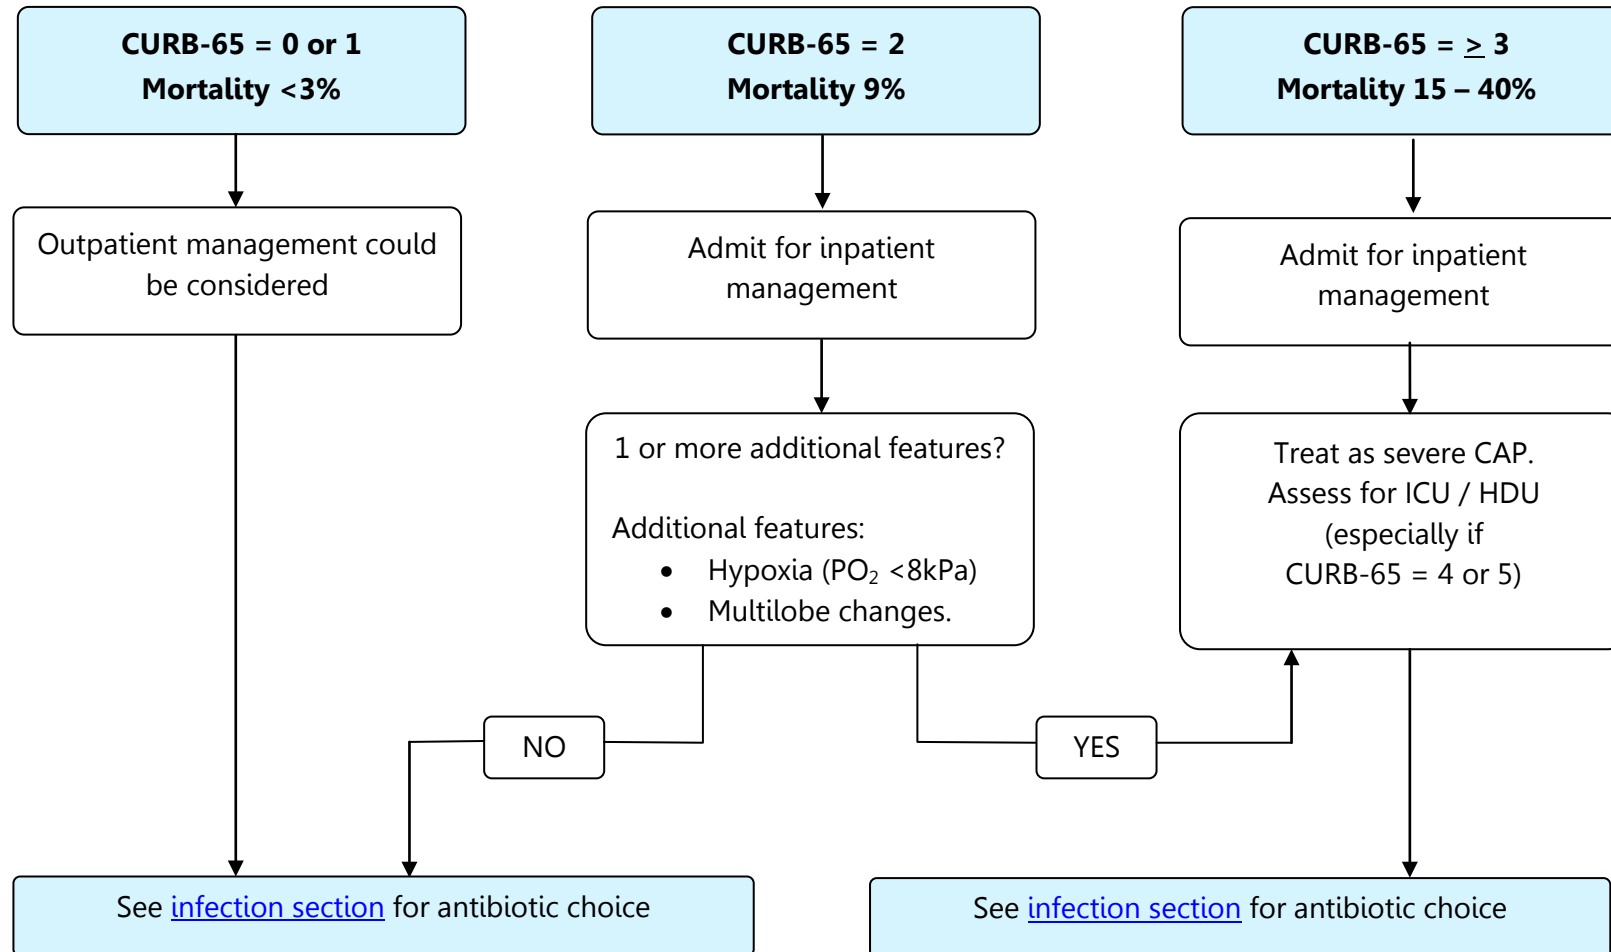 CURB-65 = 0 or 1
Mortality <3%
CURB-65 = 2
Mortality 9%
CURB-65 = ≥ 3
Mortality 15 – 40%
Outpatient management could
be considered
Admit for inpatient
management
Admit for inpatient
management
1 or more additional features?
Additional features:
• Hypoxia (PO₂ <8kPa)
• Multilobe changes.
Treat as severe CAP.
Assess for ICU / HDU
(especially if
CURB-65 = 4 or 5)
NO
YES
See infection section for antibiotic choice
See infection section for antibiotic choice